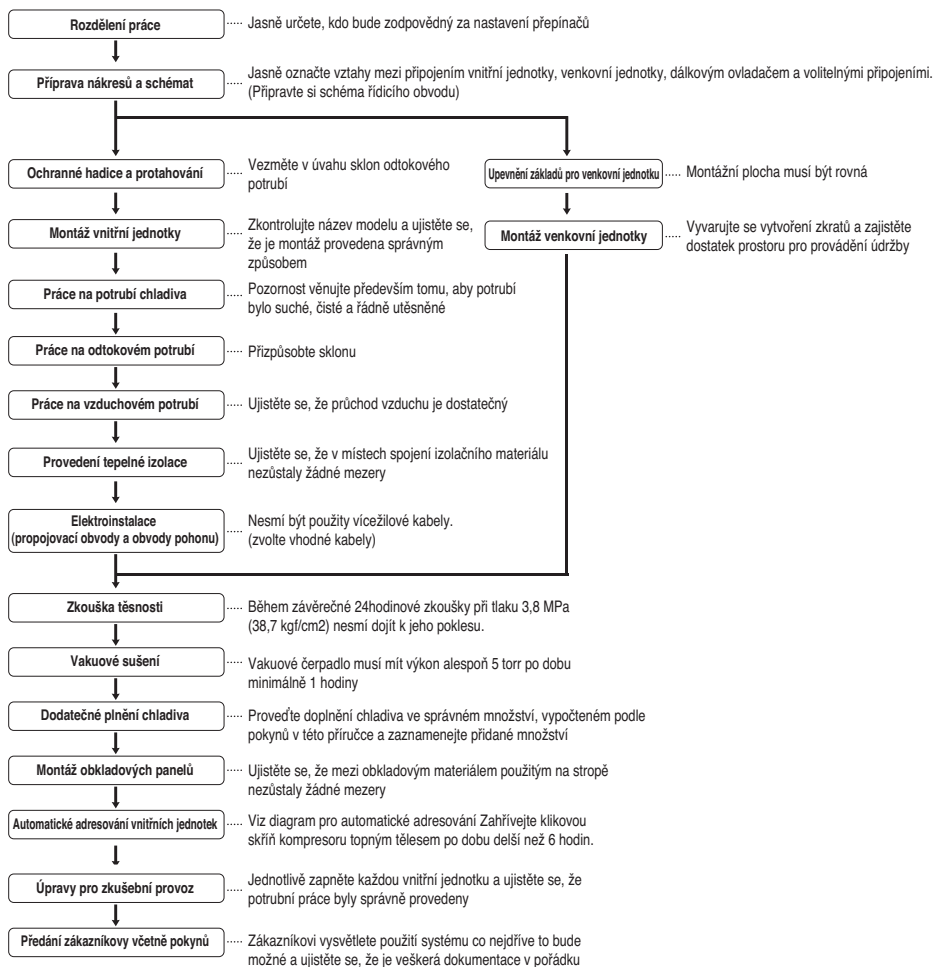 Rozdělení práce
Jasně určete, kdo bude zodpovědný za nastavení přepínačů
Příprava nákresů a schémat
Jasně označte vztahy mezi připojením vnitřní jednotky, venkovní jednotky, dálkovým ovladačem a volitelnými připojeními.
(Připravte si schéma řídicího obvodu)
Ochranné hadice a protahování
Vezměte v úvahu sklon odtokového
potrubí
Upevnění základů pro venkovní jednotku
Montážní plocha musí být rovná
Montáž vnitřní jednotky
Zkontrolujte název modelu a ujistěte se,
že je montáž provedena správným
způsobem
Montáž venkovní jednotky
Vyvarujte se vytvoření zkratů a zajistěte
dostatek prostoru pro provádění údržby
Práce na potrubí chladiva
Pozornost věnujte především tomu, aby potrubí
bylo suché, čisté a řádně utěsněné
Práce na odtokovém potrubí
Přizpůsobte sklonu
Práce na vzduchovém potrubí
Ujistěte se, že průchod vzduchu je dostatečný
Provedení tepelné izolace
Ujistěte se, že v místech spojení izolačního materiálu
nezůstaly žádné mezery
Elektroinstalace
(propojovací obvody a obvody pohonu)
Nesmí být použity vícežilové kabely.
(zvolte vhodné kabely)
Zkouška těsnosti
Během závěrečné 24hodinové zkoušky při tlaku 3,8 MPa
(38,7 kgf/cm2) nesmí dojít k jeho poklesu.
Vakuové sušení
Vakuové čerpadlo musí mít výkon alespoň 5 torr po dobu
minimálně 1 hodiny
Dodatečné plnění chladiva
Proveďte doplnění chladiva ve správném množství, vypočteném podle
pokynů v této příručce a zaznamenejte přidané množství
Montáž obkladových panelů
Ujistěte se, že mezi obkladovým materiálem použitým na stropě
nezůstaly žádné mezery
Automatické adresování vnitřních jednotek
Viz diagram pro automatické adresování Zahřívejte klikovou
skříň kompresoru topným tělesem po dobu delší než 6 hodin.
Úpravy pro zkušební provoz
Jednotlivě zapněte každou vnitřní jednotku a ujistěte se, že
potrubní práce byly správně provedeny
Předání zákazníkovy včetně pokynů
Zákazníkovi vysvětlete použití systému co nejdříve to bude
možné a ujistěte se, že je veškerá dokumentace v pořádku